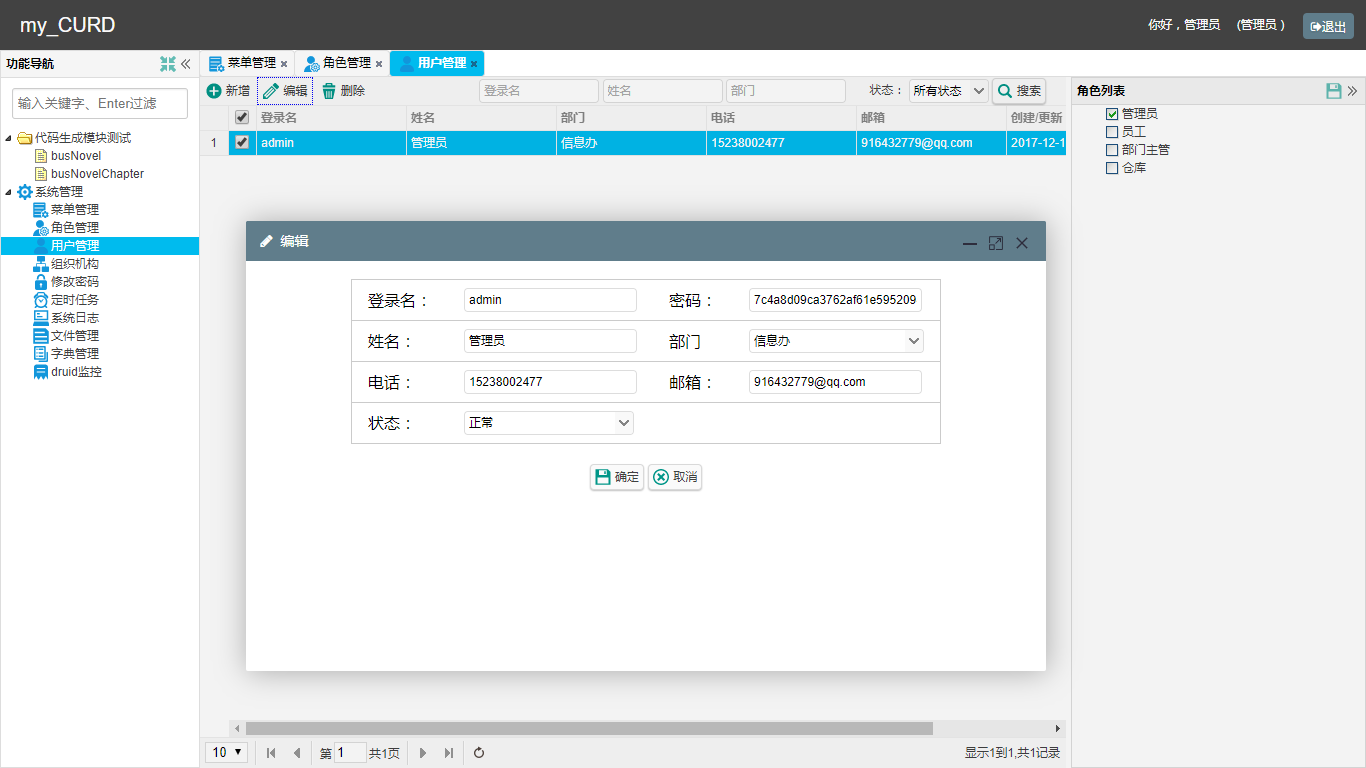 my_CURD
你好，管理员 （管理员） 退出
功能导航
菜单管理 角色管理 用户管理
输入关键字、Enter过滤
代码生成模块测试
busNovel
busNovelChapter
系统管理
菜单管理
角色管理
用户管理
组织机构
修改密码
定时任务
系统日志
文件管理
字典管理
druid监控
新增 编辑 删除 登录名 姓名 部门 状态： 所有状态 搜索
登录名 姓名 部门 电话 邮箱 创建/更新
1 admin 管理员 信息办 15238002477 916432779@qq.com 2017-12-1
编辑
登录名： admin 密码： 7c4a8d09ca3762af61e595209
姓名： 管理员 部门 信息办
电话： 15238002477 邮箱： 916432779@qq.com
状态： 正常
确定 取消
10 第 1 共1页 显示1到1,共1记录
角色列表
管理员
员工
部门主管
仓库